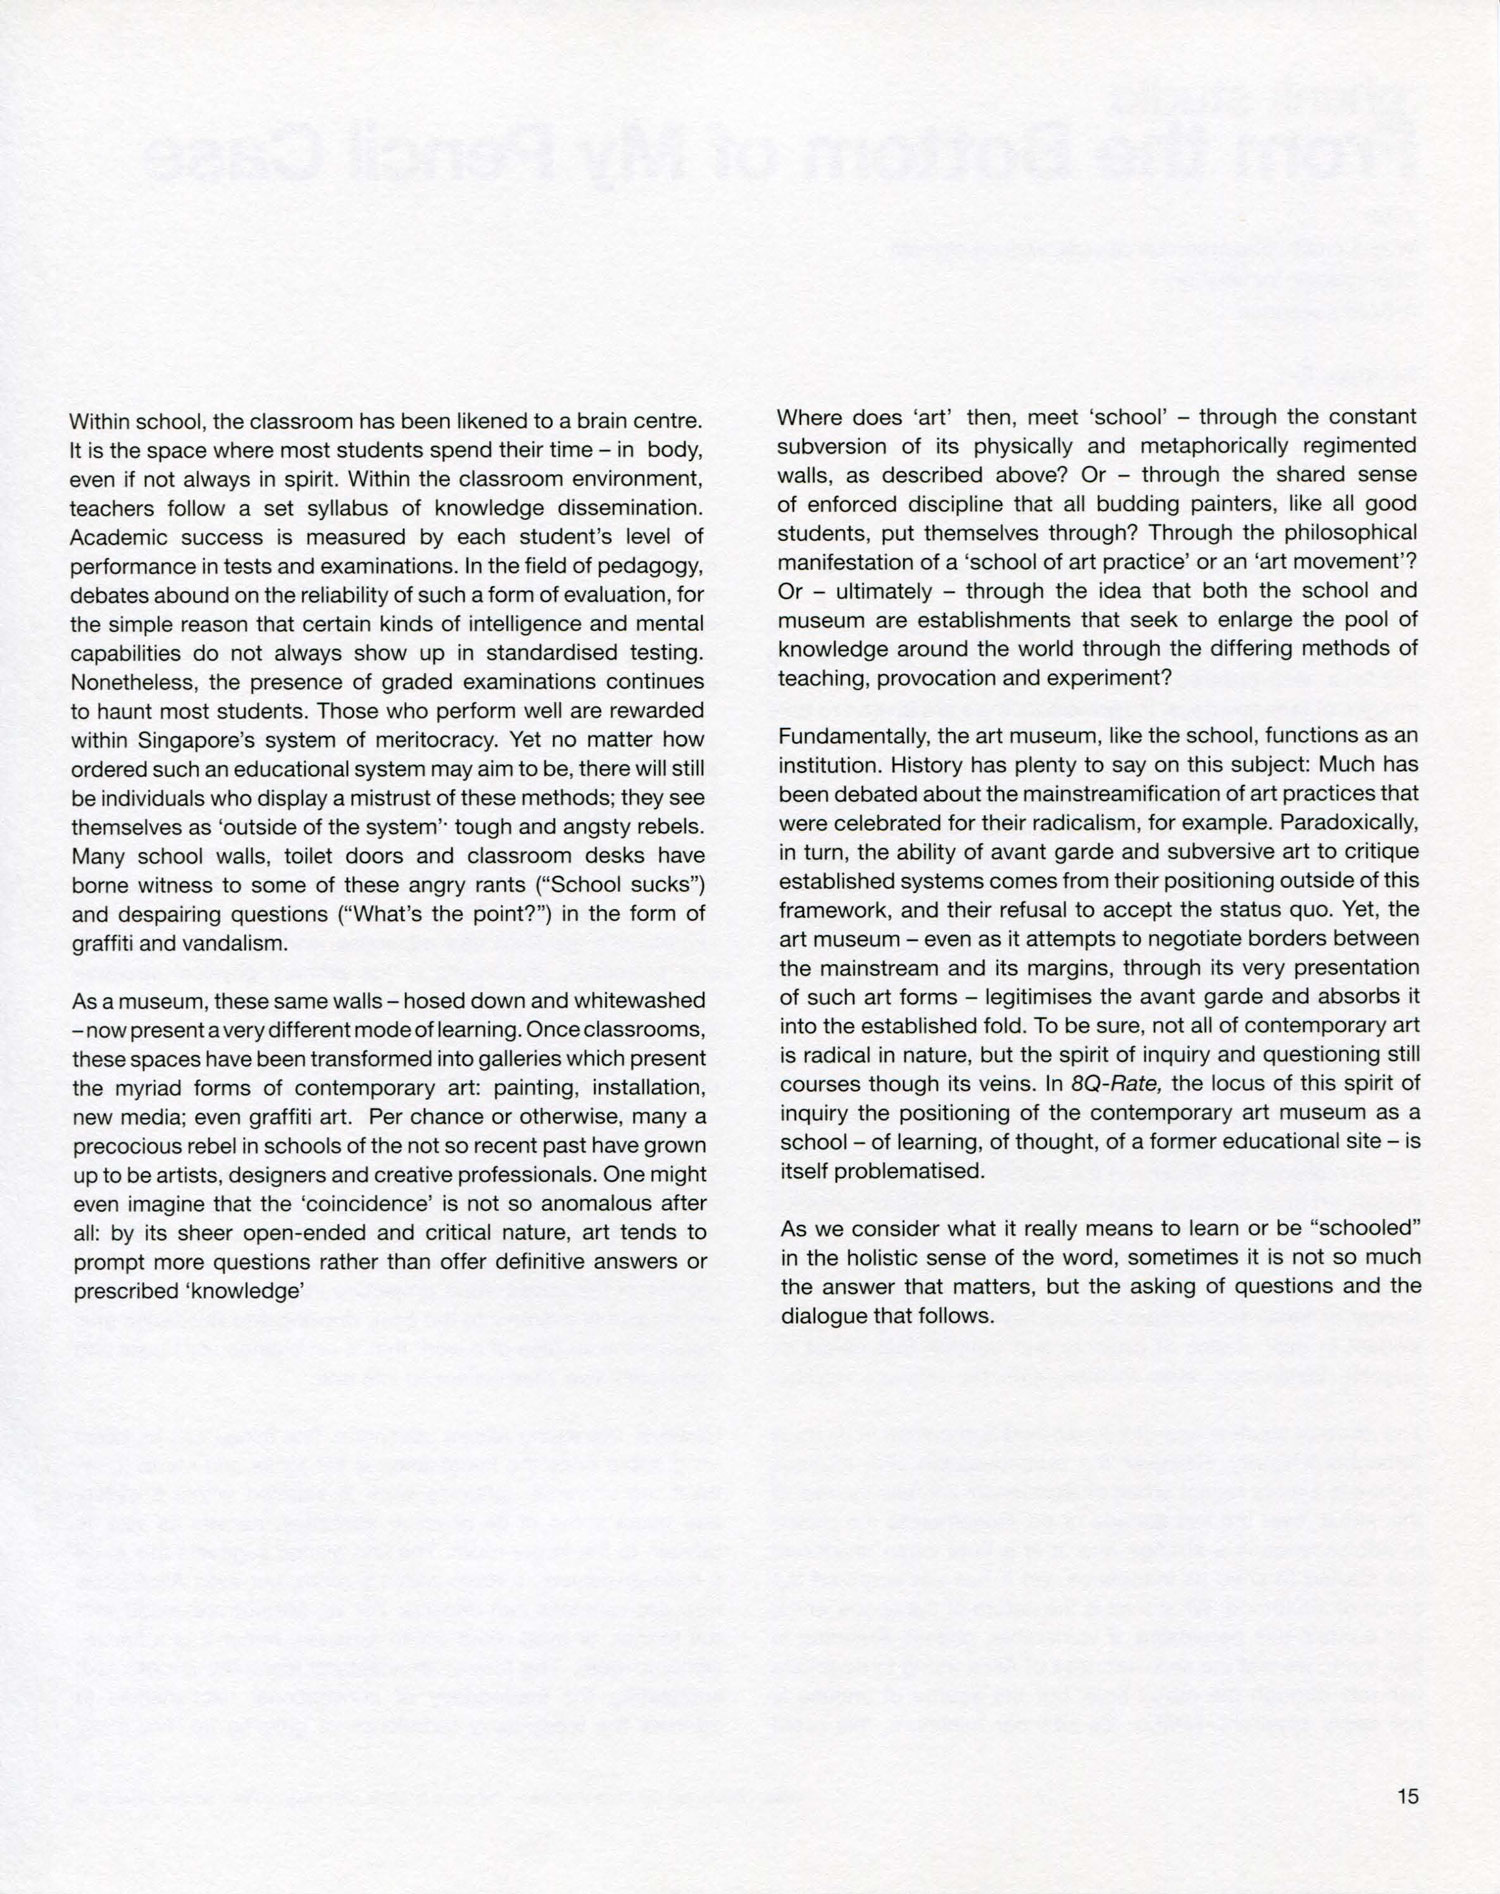 Within school, the classroom has been likened to a brain centre.
It is the space where most students spend their time – in  body,
even if not always in spirit. Within the classroom environment,
teachers follow a set syllabus of knowledge dissemination.
Academic success is measured by each student's level of
performance in tests and examinations. In the field of pedagogy,
debates abound on the reliability of such a form of evaluation, for
the simple reason that certain kinds of intelligence and mental
capabilities do not always show up in standardised testing.
Nonetheless, the presence of graded examinations continues
to haunt most students. Those who perform well are rewarded
within Singapore's system of meritocracy. Yet no matter how
ordered such an educational system may aim to be, there will still
be individuals who display a mistrust of these methods; they see
themselves as ‘outside of the system’· tough and angsty rebels.
Many school walls, toilet doors and classroom desks have
borne witness to some of these angry rants (“School sucks”)
and despairing questions (“What's the point?”) in the form of
graffiti and vandalism.
As a museum, these same walls – hosed down and whitewashed
– now present a very different mode of learning. Once classrooms,
these spaces have been transformed into galleries which present
the myriad forms of contemporary art: painting, installation,
new media; even graffiti art.  Per chance or otherwise, many a
precocious rebel in schools of the not so recent past have grown
up to be artists, designers and creative professionals. One might
even imagine that the ‘coincidence’ is not so anomalous after
all: by its sheer open-ended and critical nature, art tends to
prompt more questions rather than offer definitive answers or
prescribed ‘knowledge’
Where does ‘art’ then, meet ‘school’ – through the constant
subversion of its physically and metaphorically regimented
walls, as described above? Or – through the shared sense
of enforced discipline that all budding painters, like all good
students, put themselves through? Through the philosophical
manifestation of a ‘school of art practice’ or an ‘art movement’?
Or – ultimately – through the idea that both the school and
museum are establishments that seek to enlarge the pool of
knowledge around the world through the differing methods of
teaching, provocation and experiment?
Fundamentally, the art museum, like the school, functions as an
institution. History has plenty to say on this subject: Much has
been debated about the mainstreamification of art practices that
were celebrated for their radicalism, for example. Paradoxically,
in turn, the ability of avant garde and subversive art to critique
established systems comes from their positioning outside of this
framework, and their refusal to accept the status quo. Yet, the
art museum – even as it attempts to negotiate borders between
the mainstream and its margins, through its very presentation
of such art forms – legitimises the avant garde and absorbs it
into the established fold. To be sure, not all of contemporary art
is radical in nature, but the spirit of inquiry and questioning still
courses though its veins. In 8Q-Rate, the locus of this spirit of
inquiry the positioning of the contemporary art museum as a
school – of learning, of thought, of a former educational site – is
itself problematised.
As we consider what it really means to learn or be “schooled”
in the holistic sense of the word, sometimes it is not so much
the answer that matters, but the asking of questions and the
dialogue that follows.
15